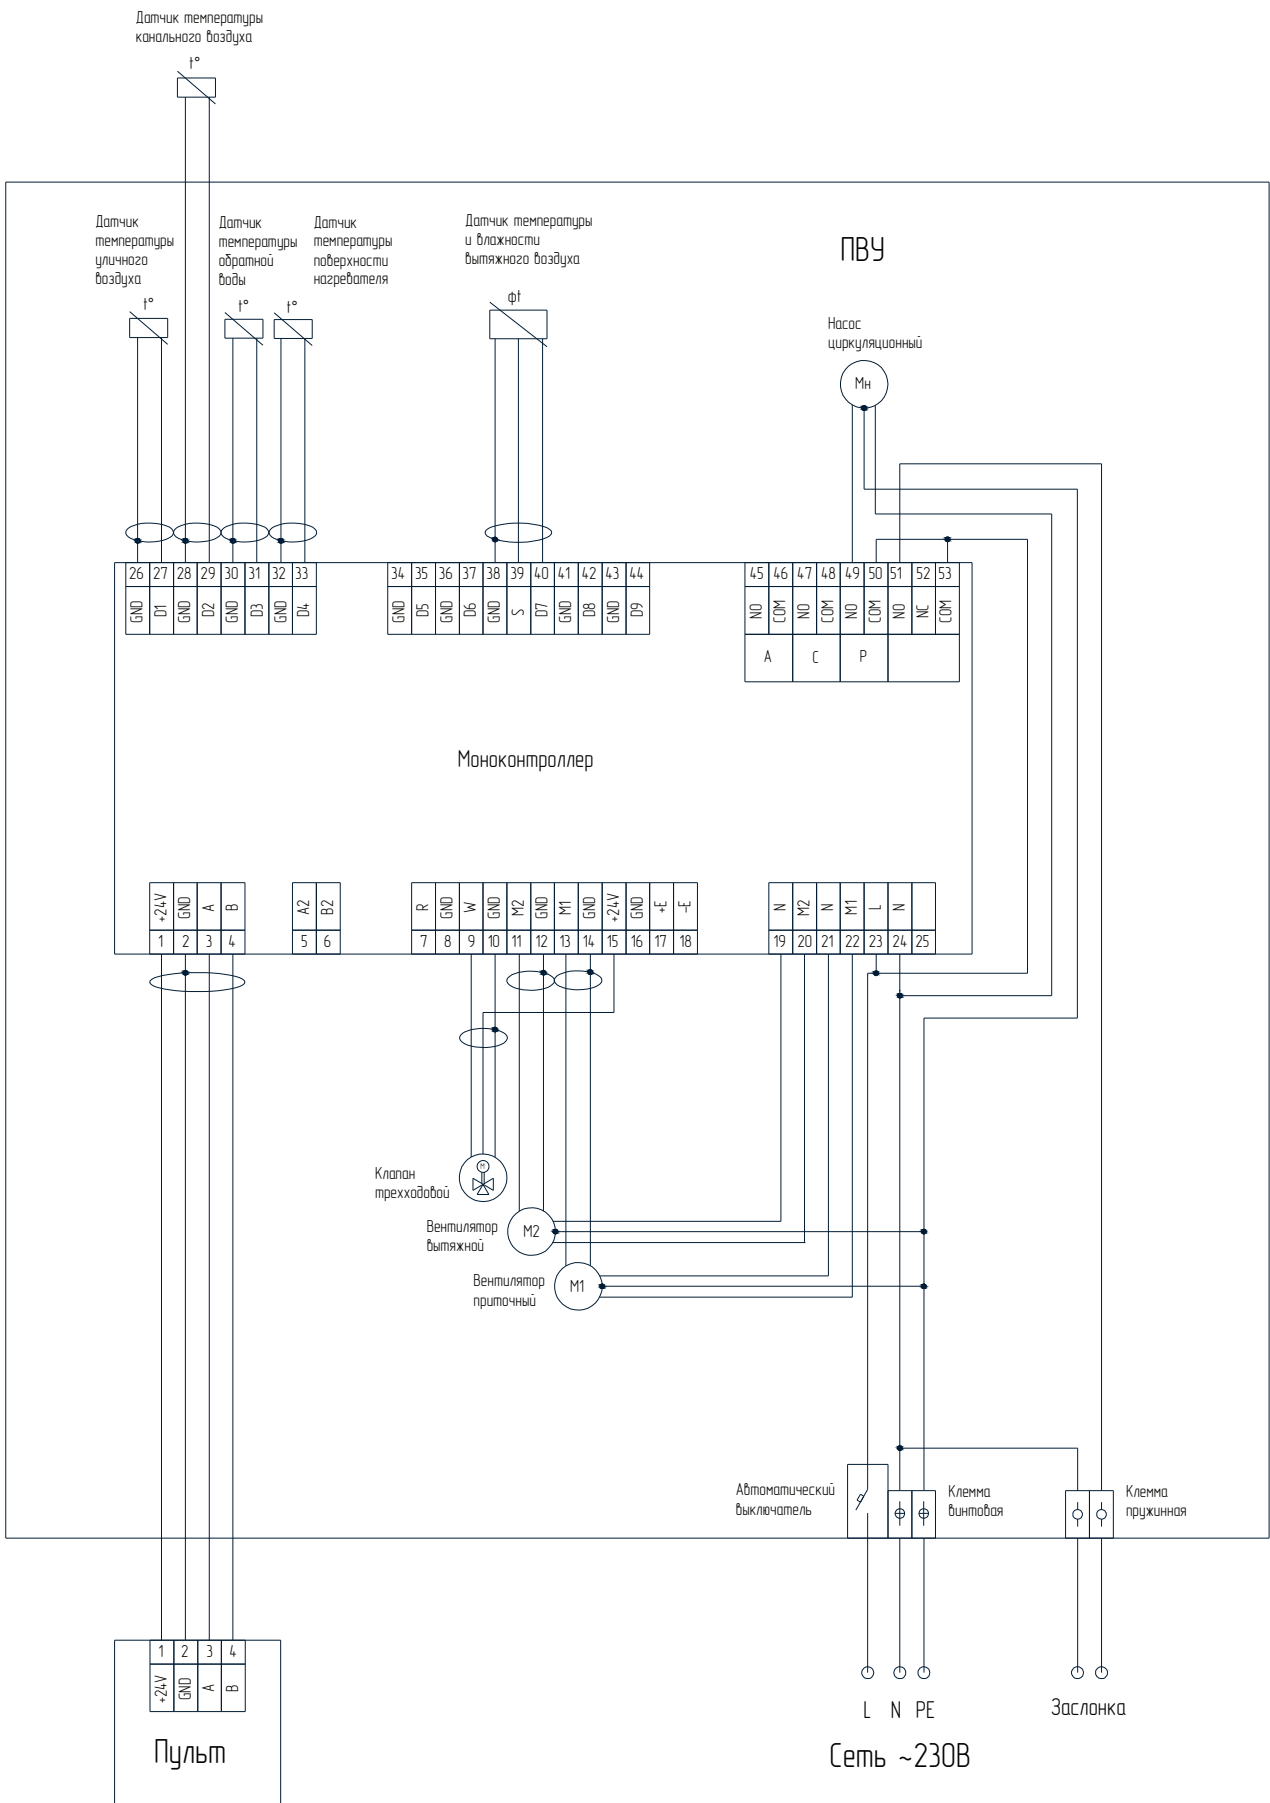 Датчик температуры
канального воздуха
t°
Датчик
температуры
уличного
воздуха
t°
Датчик
температуры
обратной
воды
t°
Датчик
температуры
поверхности
нагревателя
t°
Датчик температуры
и влажности
вытяжного воздуха
φt
ПВУ
Насос
циркуляционный
Мн
26 27 28 29 30 31 32 33
GND D1 GND D2 GND D3 GND D4
34 35 36 37 38 39 40 41 42 43 44
GND D5 GND D6 GND S D7 GND D8 GND D9
45 46 47 48 49 50 51 52 53
NO COM NO COM NO COM NO NC COM
A C P
Моноконтроллер
+24V GND A B
1 2 3 4
A2 B2
5 6
R GND W GND M2 GND M1 GND +24V GND +E -E
7 8 9 10 11 12 13 14 15 16 17 18
N M2 N M1 L N
19 20 21 22 23 24 25
Клапан
трехходовой
M
Вентилятор
вытяжной
M2
Вентилятор
приточный
M1
Автоматический
выключатель
Клемма
винтовая
Клемма
пружинная
1 2 3 4
+24V GND A B
Пульт
L N PE
Сеть ~230В
Заслонка